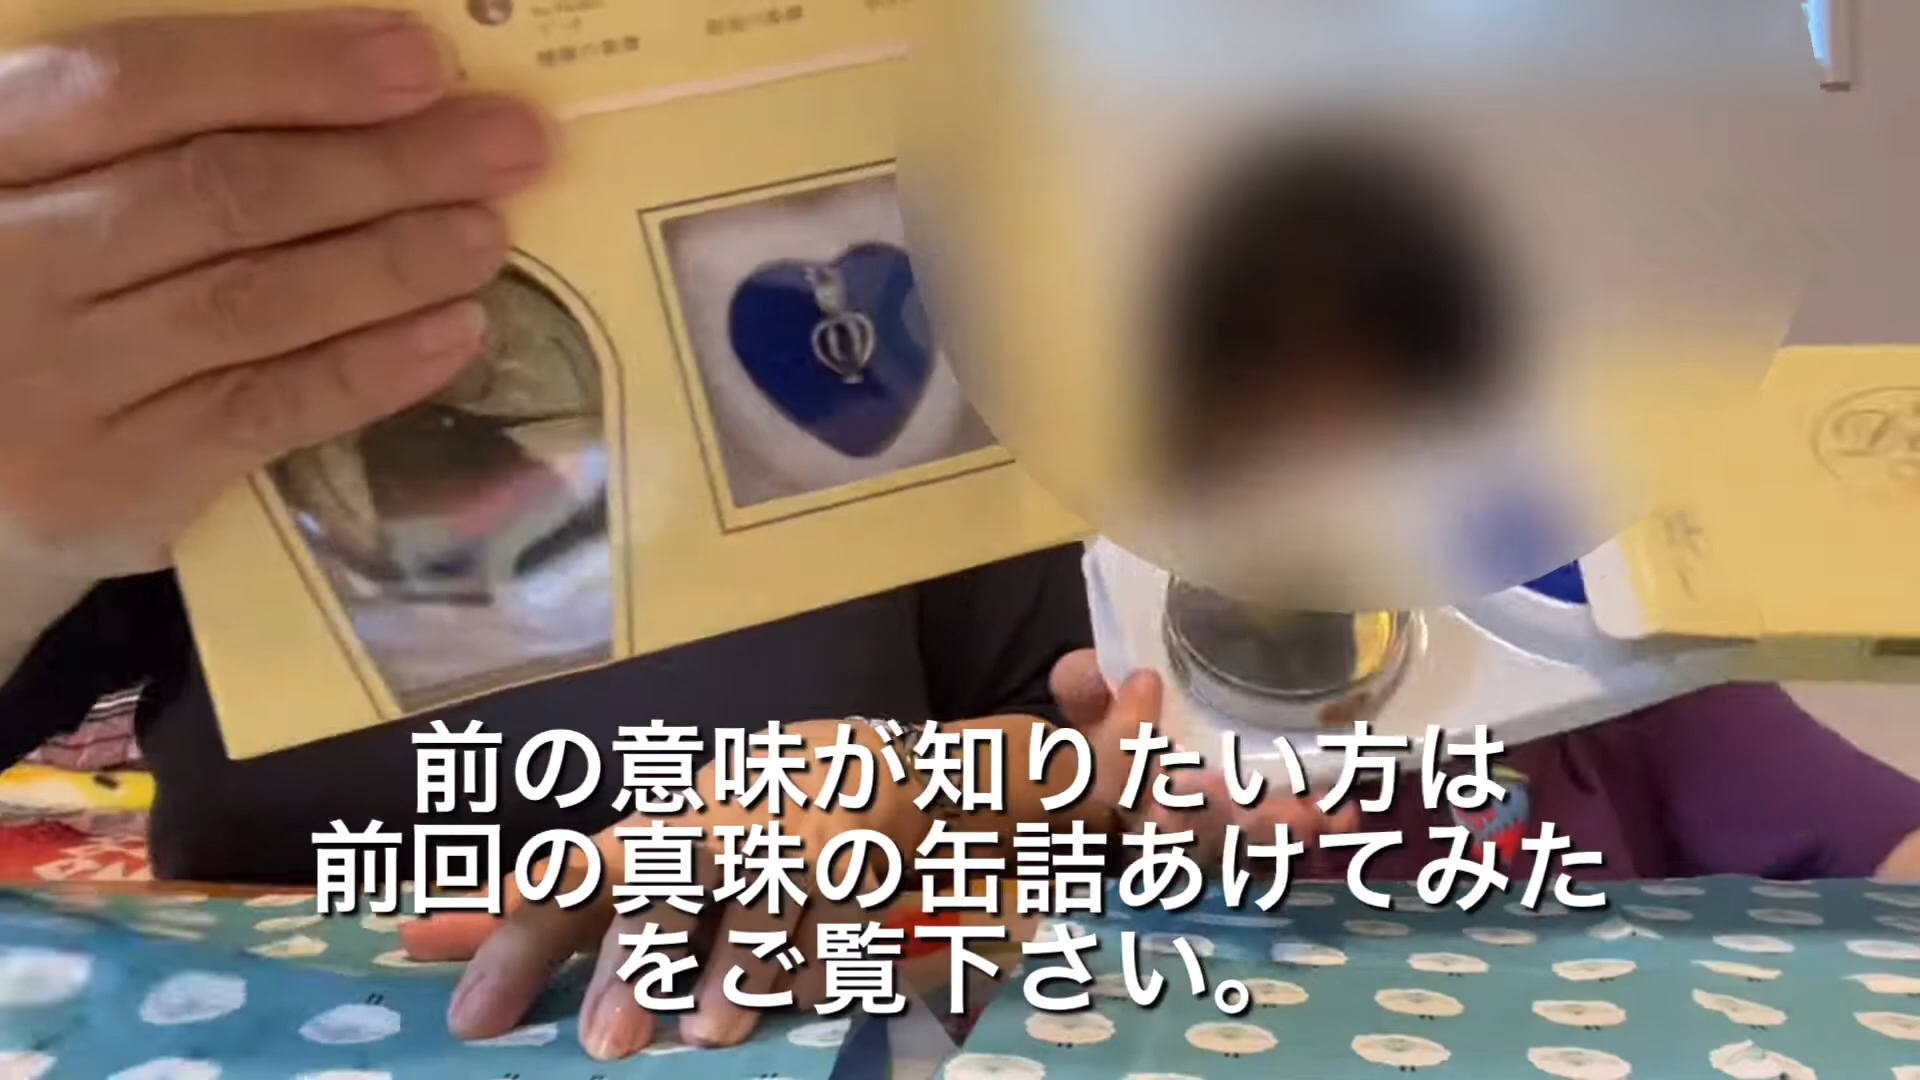 前の意味が知りたい方は
前回の真珠の缶詰あけてみた
をご覧下さい。